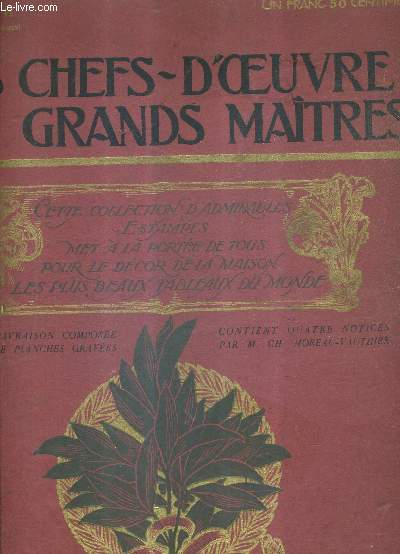 Le-livre.com
UN FRANC 50 CENTIM
CHEFS~D'ŒUVRE
GRANDS MAÎTRES
CETTE COLLECTION D'ADMIRABLES
ESTAMPES
MET A LA PORTÉE DE TOUS
POUR LE DÉCOR DE LA MAISON
LES PLUS BEAUX TABLEAUX DU MONDE
LIVRAISON COMPOSÉE
PLANCHES GRAVÉES
CONTIENT QUATRE NOTICES
PAR M. CH. MOREAU-VAUTHIER